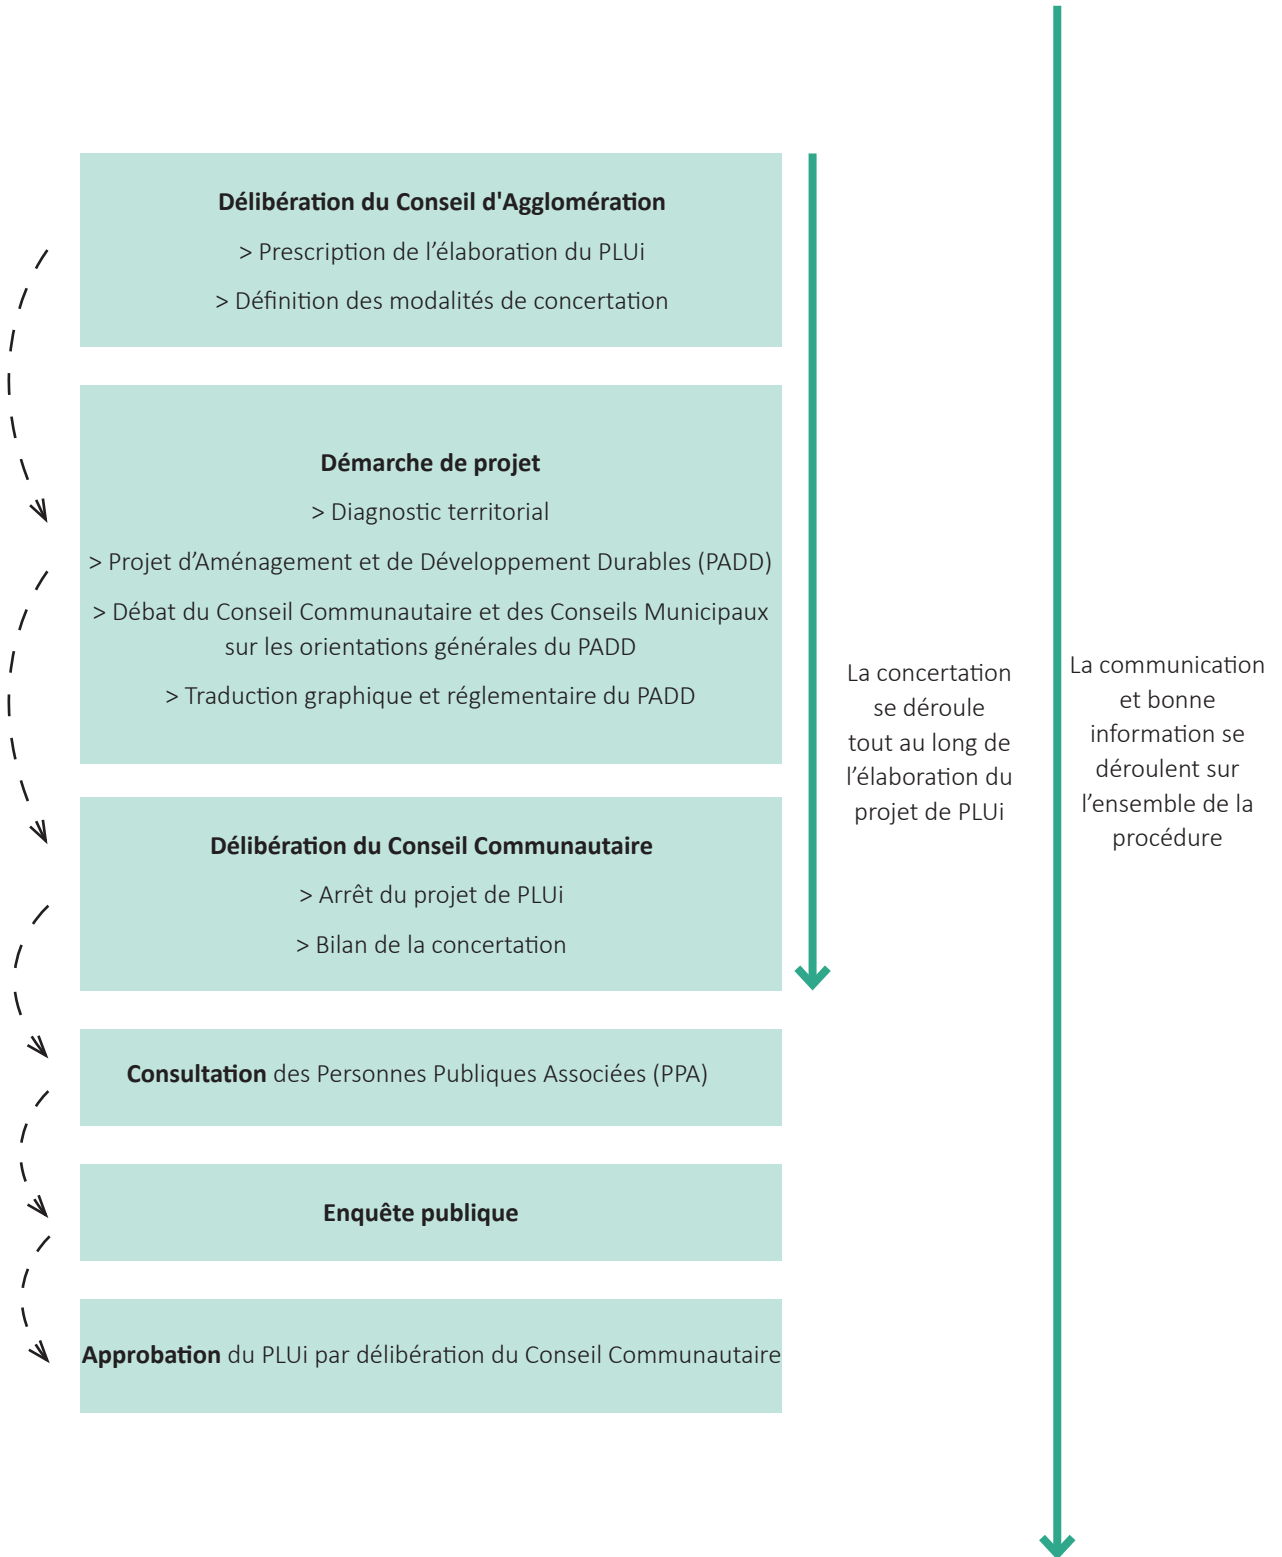 Délibération du Conseil d'Agglomération
> Prescription de l’élaboration du PLUi
> Définition des modalités de concertation
Démarche de projet
> Diagnostic territorial
> Projet d’Aménagement et de Développement Durables (PADD)
> Débat du Conseil Communautaire et des Conseils Municipaux
sur les orientations générales du PADD
> Traduction graphique et réglementaire du PADD
Délibération du Conseil Communautaire
> Arrêt du projet de PLUi
> Bilan de la concertation
Consultation des Personnes Publiques Associées (PPA)
Enquête publique
Approbation du PLUi par délibération du Conseil Communautaire
La concertation
se déroule
tout au long de
l’élaboration du
projet de PLUi
La communication
et bonne
information se
déroulent sur
l’ensemble de la
procédure